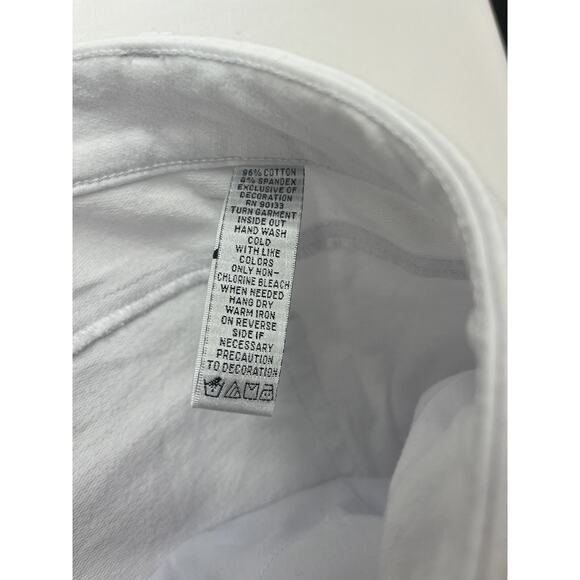 96% COTTON
4% SPANDEX
EXCLUSIVE OF
DECORATION
RN 90133
TURN GARMENT
INSIDE OUT
HAND WASH
COLD
WITH LIKE
COLORS
ONLY NON-
CHLORINE BLEACH
WHEN NEEDED
HANG DRY
WARM IRON
ON REVERSE
SIDE IF
NECESSARY
PRECAUTION
TO DECORATION